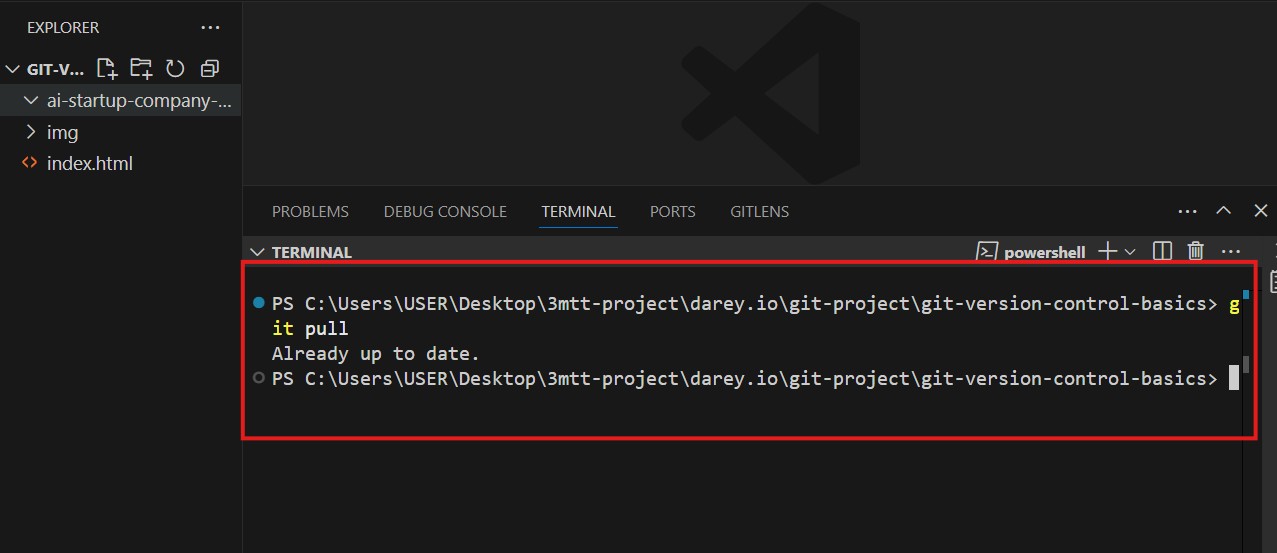 EXPLORER
GIT-V...
ai-startup-company-...
img
index.html
PROBLEMS DEBUG CONSOLE TERMINAL PORTS GITLENS
TERMINAL
powershell
PS C:\Users\USER\Desktop\3mtt-project\darey.io\git-project\git-version-control-basics> g
it pull
Already up to date.
PS C:\Users\USER\Desktop\3mtt-project\darey.io\git-project\git-version-control-basics>